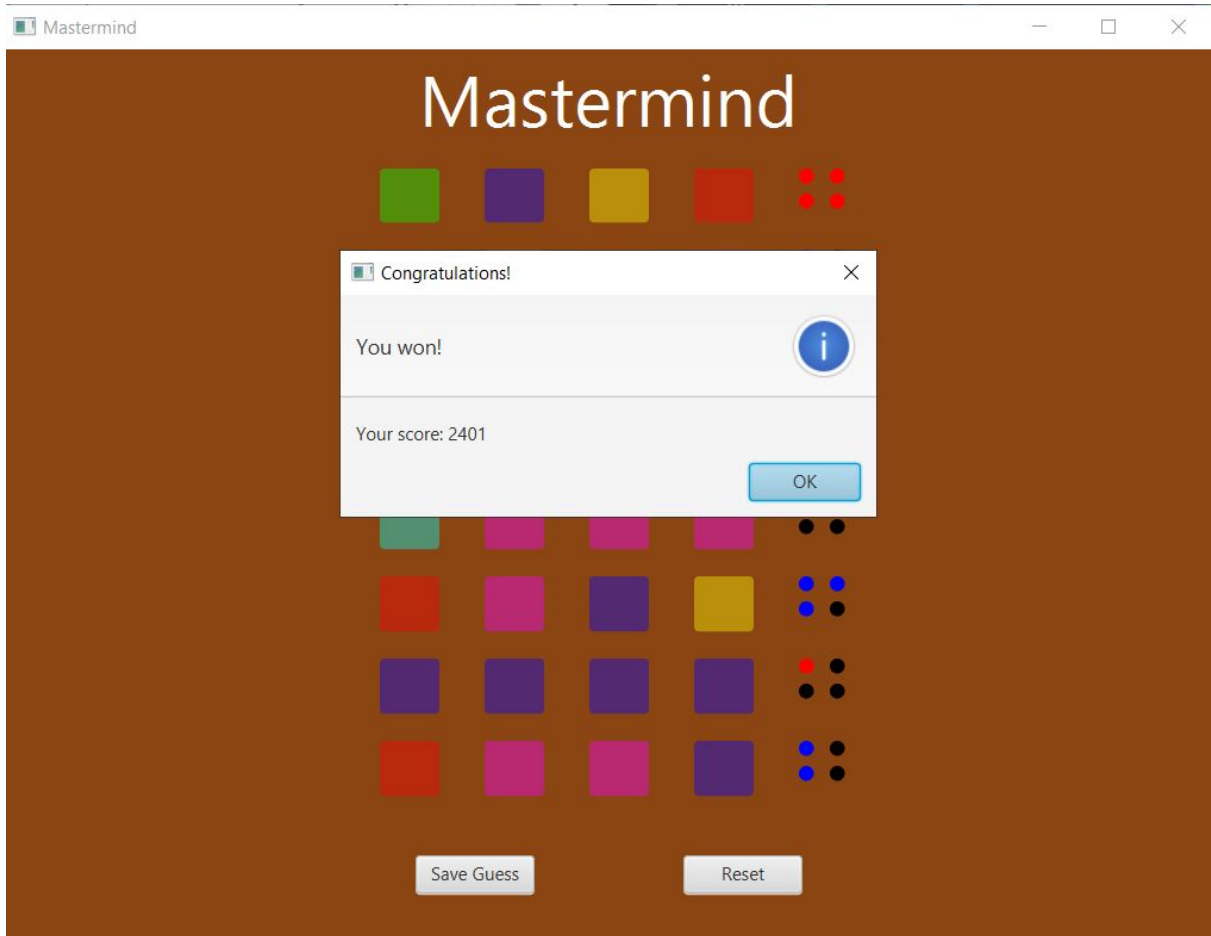 Mastermind
Mastermind
Congratulations!
You won!
Your score: 2401
OK
Save Guess
Reset